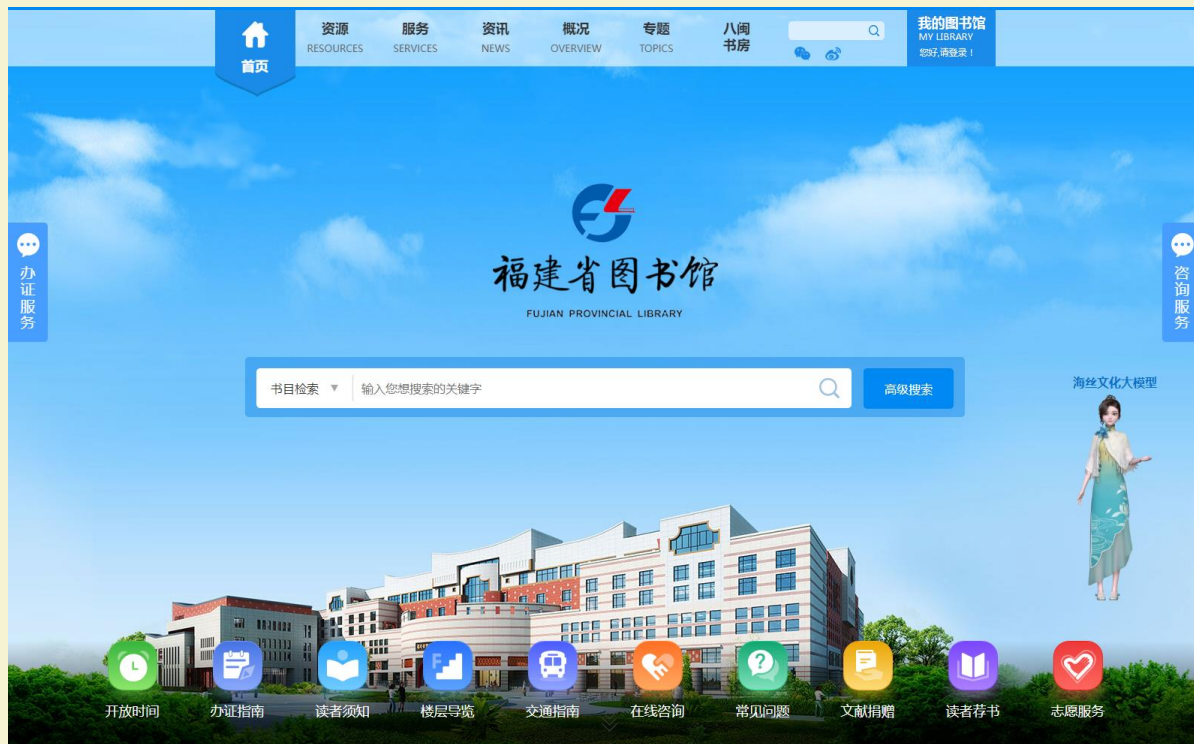 首页
资源
RESOURCES
服务
SERVICES
资讯
NEWS
概况
OVERVIEW
专题
TOPICS
八闽
书房
我的图书馆
MY LIBRARY
您好,请登录！
办证服务
咨询服务
福建省图书馆
FUJIAN PROVINCIAL LIBRARY
书目检索 ▼ 输入您想搜索的关键字
高级搜索
海丝文化大模型
开放时间
办证指南
读者须知
楼层导览
交通指南
在线咨询
常见问题
文献捐赠
读者荐书
志愿服务